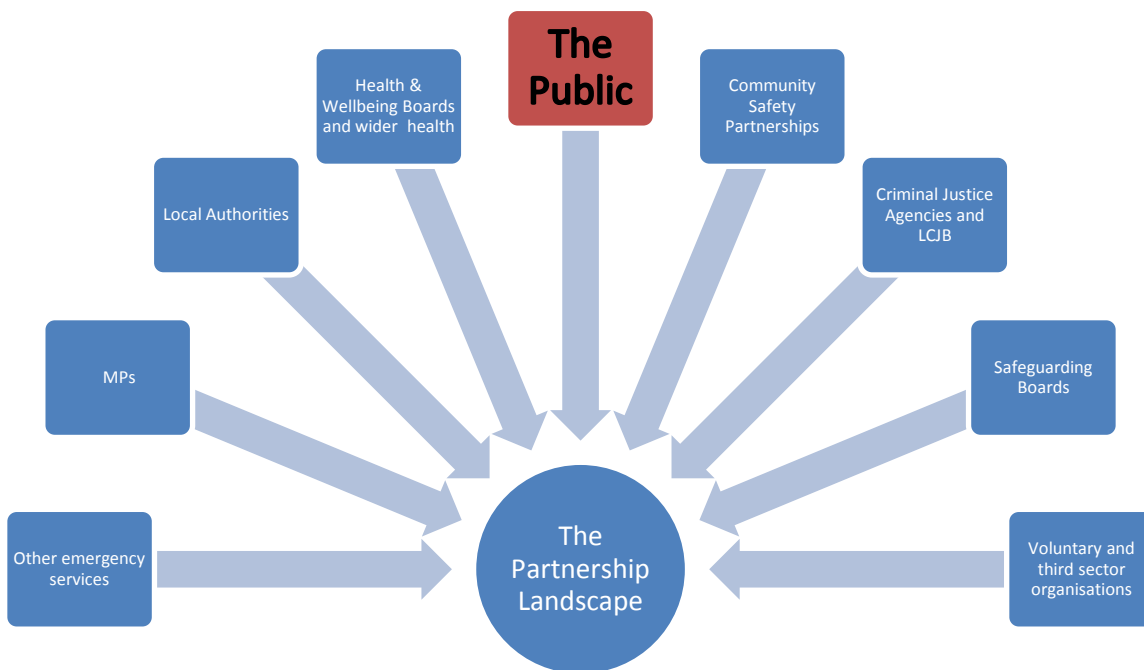 The
Public
Health &
Wellbeing Boards
and wider  health
Community
Safety
Partnerships
Local Authorities
Criminal Justice
Agencies and
LCJB
MPs
Safeguarding
Boards
Other emergency
services
The
Partnership
Landscape
Voluntary and
third sector
organisations